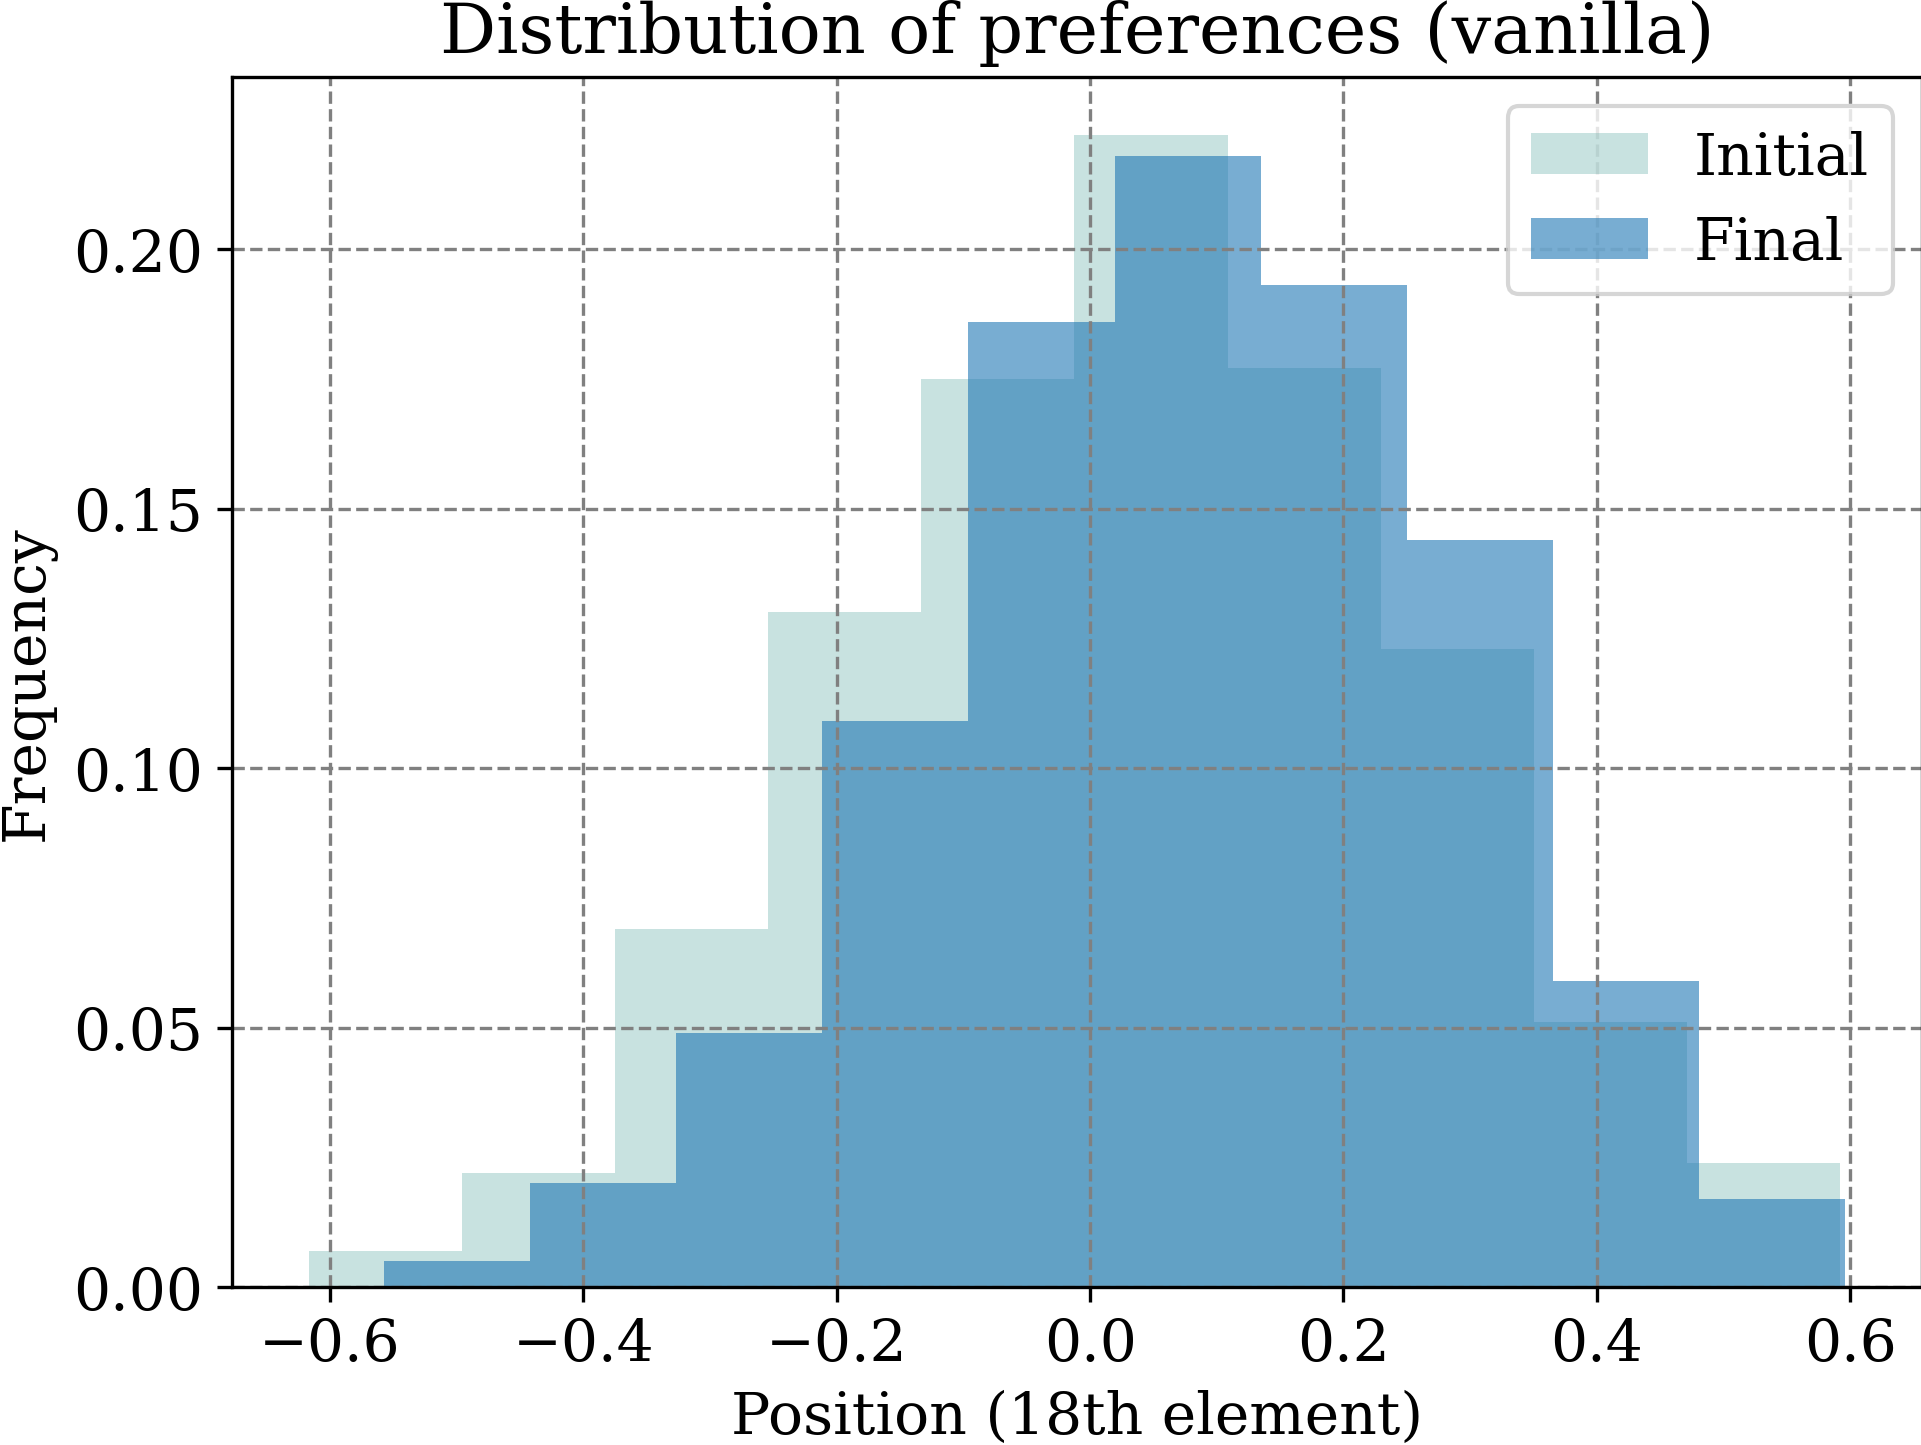 Distribution of preferences (vanilla)
Initial
Final
0.20
0.15
0.10
0.05
0.00
Frequency
−0.6 −0.4 −0.2 0.0 0.2 0.4 0.6
Position (18th element)